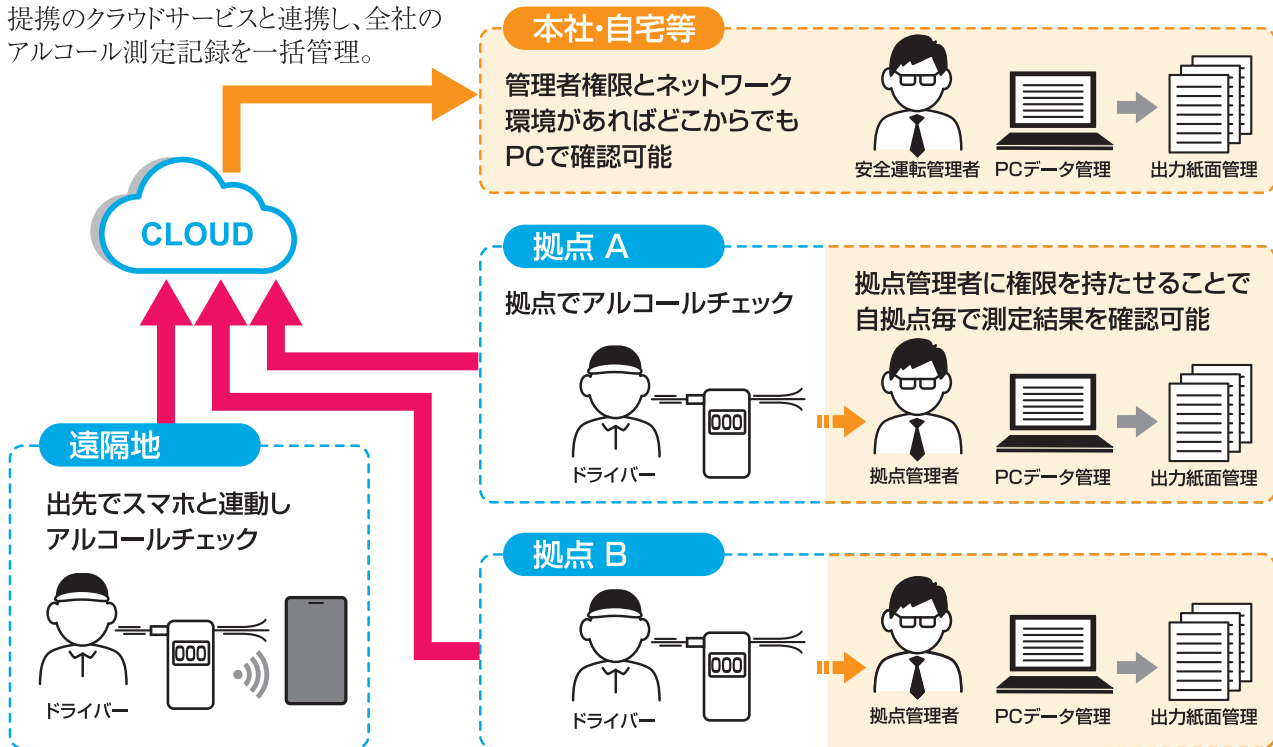 提携のクラウドサービスと連携し、全社の
アルコール測定記録を一括管理。
本社・自宅等
管理者権限とネットワーク
環境があればどこからでも
PCで確認可能
安全運転管理者
PCデータ管理
出力紙面管理
CLOUD
拠点 A
拠点でアルコールチェック
拠点管理者に権限を持たせることで
自拠点毎で測定結果を確認可能
000
ドライバー
拠点管理者
PCデータ管理
出力紙面管理
遠隔地
出先でスマホと連動し
アルコールチェック
000
ドライバー
拠点 B
000
ドライバー
拠点管理者
PCデータ管理
出力紙面管理